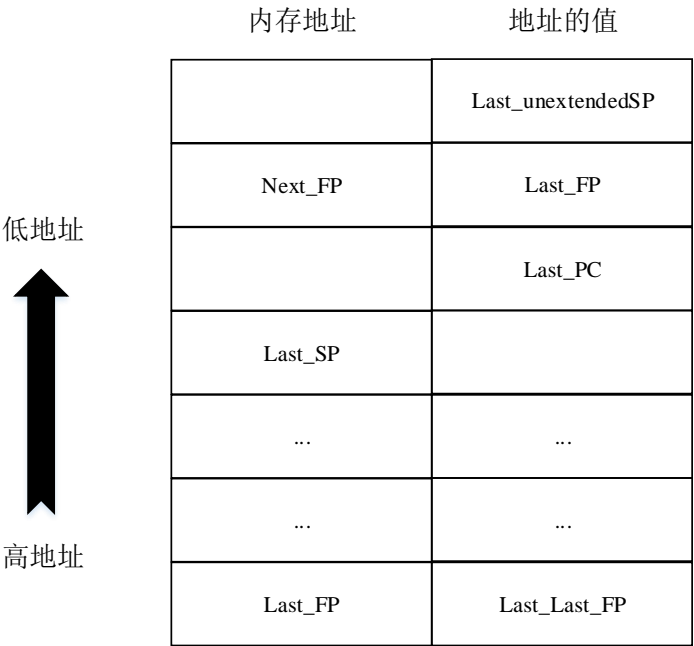 内存地址 地址的值
Last_unextendedSP
Next_FP Last_FP
低地址
Last_PC
Last_SP
... ...
... ...
高地址
Last_FP Last_Last_FP